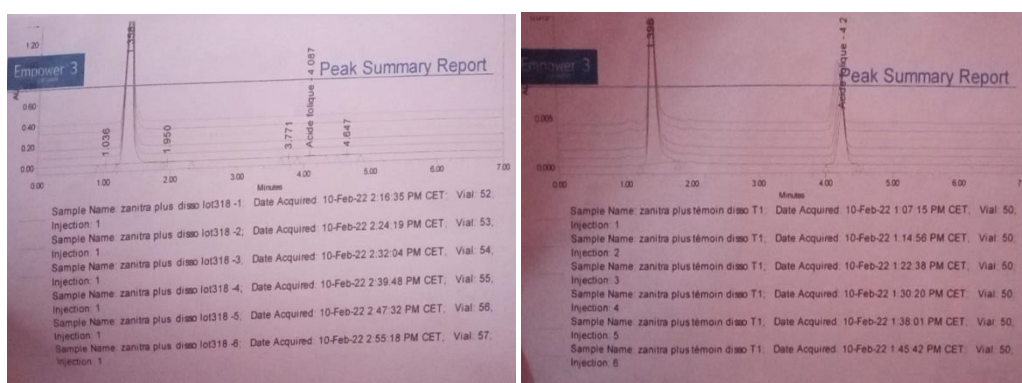 1.20
1.358
Empower 3
Peak Summary Report
0.60
0.40
0.20
0.00
1.036
1.950
3.771
Acide folique - 4.087
4.647
0.00 1.00 2.00 3.00 4.00 5.00 6.00 7.00
Minutes
Sample Name: zanitra plus disso lot318 -1; Date Acquired: 10-Feb-22 2:16:35 PM CET; Vial: 52;
Injection: 1
Sample Name: zanitra plus disso lot318 -2; Date Acquired: 10-Feb-22 2:24:19 PM CET; Vial: 53;
Injection: 1
Sample Name: zanitra plus disso lot318 -3; Date Acquired: 10-Feb-22 2:32:04 PM CET; Vial: 54;
Injection: 1
Sample Name: zanitra plus disso lot318 -4; Date Acquired: 10-Feb-22 2:39:48 PM CET; Vial: 55;
Injection: 1
Sample Name: zanitra plus disso lot318 -5; Date Acquired: 10-Feb-22 2:47:32 PM CET; Vial: 56;
Injection: 1
Sample Name: zanitra plus disso lot318 -6; Date Acquired: 10-Feb-22 2:55:18 PM CET; Vial: 57;
Injection: 1
1.396
Acide folique - 4.2
Empower 3
Peak Summary Report
0.005
0.000
0.00 1.00 2.00 3.00 4.00 5.00 6.00 7
Minutes
Sample Name: zanitra plus témoin disso T1; Date Acquired: 10-Feb-22 1:07:15 PM CET; Vial: 50;
Injection: 1
Sample Name: zanitra plus témoin disso T1; Date Acquired: 10-Feb-22 1:14:56 PM CET; Vial: 50;
Injection: 2
Sample Name: zanitra plus témoin disso T1; Date Acquired: 10-Feb-22 1:22:38 PM CET; Vial: 50;
Injection: 3
Sample Name: zanitra plus témoin disso T1; Date Acquired: 10-Feb-22 1:30:20 PM CET; Vial: 50;
Injection: 4
Sample Name: zanitra plus témoin disso T1; Date Acquired: 10-Feb-22 1:38:01 PM CET; Vial: 50;
Injection: 5
Sample Name: zanitra plus témoin disso T1; Date Acquired: 10-Feb-22 1:45:42 PM CET; Vial: 50;
Injection: 6